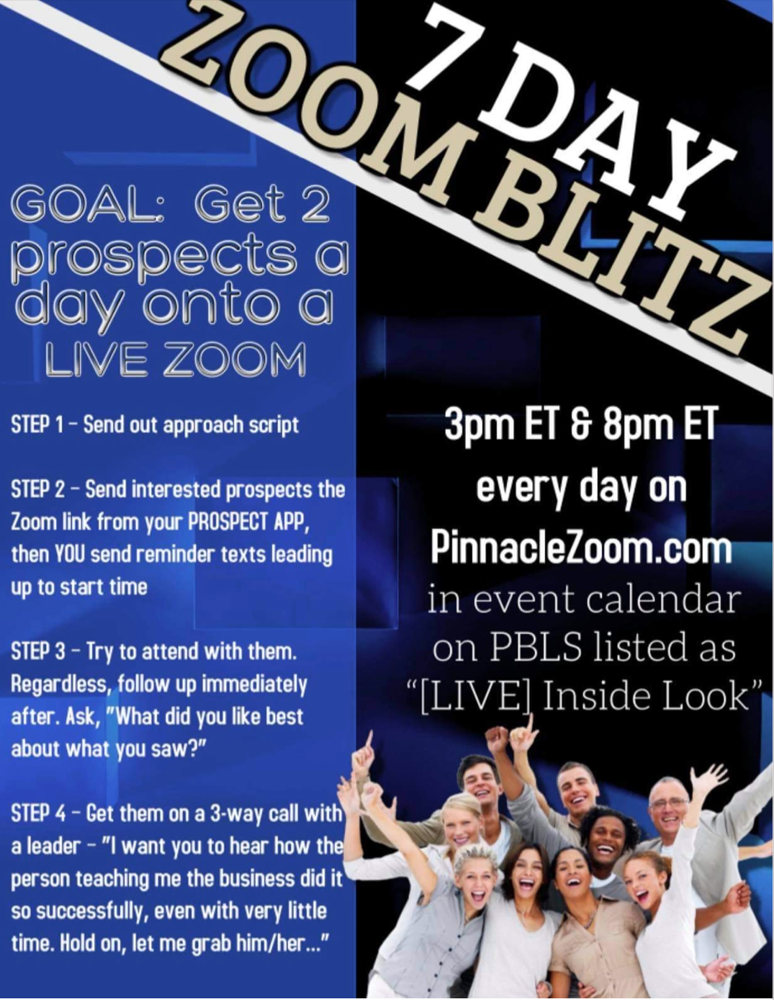 7 DAY
ZOOM BLITZ
GOAL: Get 2
prospects a
day onto a
LIVE ZOOM
STEP 1 – Send out approach script
STEP 2 – Send interested prospects the
Zoom link from your PROSPECT APP,
then YOU send reminder texts leading
up to start time
STEP 3 – Try to attend with them.
Regardless, follow up immediately
after. Ask, "What did you like best
about what you saw?"
STEP 4 – Get them on a 3-way call with
a leader – "I want you to hear how the
person teaching me the business did it
so successfully, even with very little
time. Hold on, let me grab him/her..."
3pm ET & 8pm ET
every day on
PinnacleZoom.com
in event calendar
on PBLS listed as
“[LIVE] Inside Look”